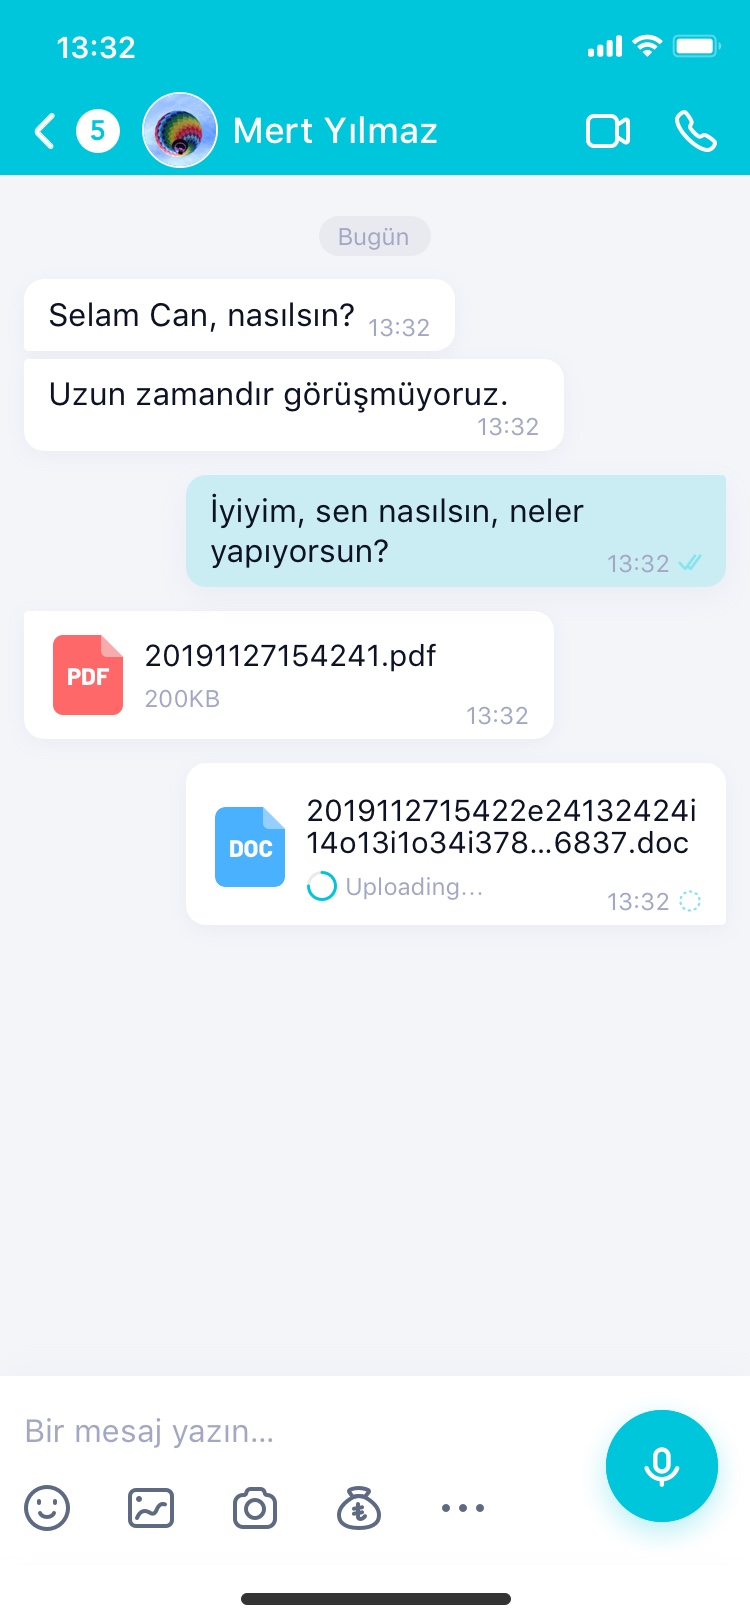 13:32
5
Mert Yılmaz
Bugün
Selam Can, nasılsın?
13:32
Uzun zamandır görüşmüyoruz.
13:32
İyiyim, sen nasılsın, neler
yapıyorsun?
13:32
PDF
20191127154241.pdf
200KB
13:32
DOC
2019112715422e24132424i
14o13i1o34i378...6837.doc
Uploading...
13:32
Bir mesaj yazın...